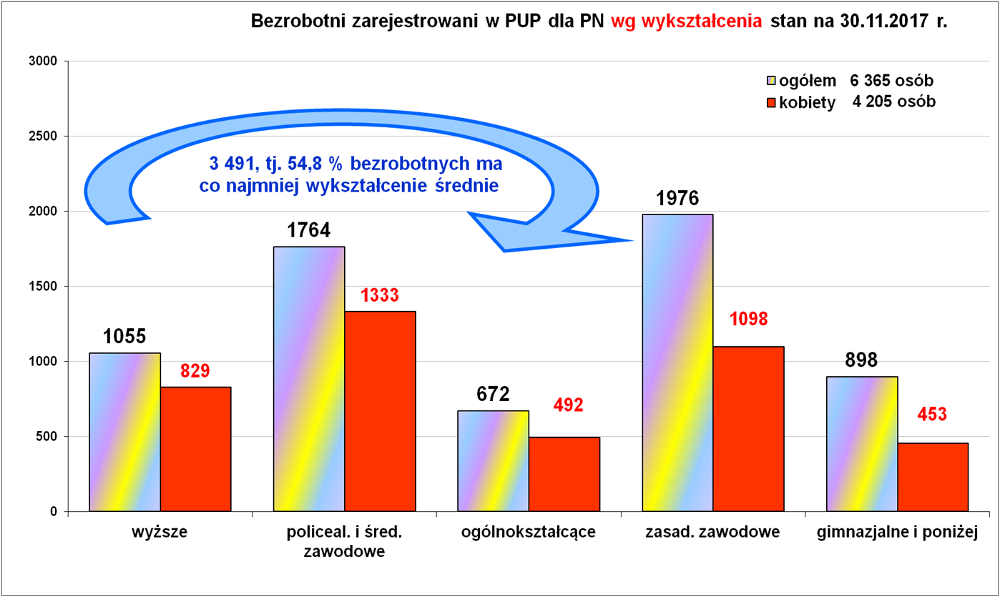 Bezrobotni zarejestrowani w PUP dla PN wg wykształcenia stan na 30.11.2017 r.
ogółem 6 365 osób
kobiety 4 205 osób
3 491, tj. 54,8 % bezrobotnych ma
co najmniej wykształcenie średnie
3000
2500
2000
1500
1000
500
0
1055
829
1764
1333
672
492
1976
1098
898
453
wyższe
policeal. i śred.
zawodowe
ogólnokształcące
zasad. zawodowe
gimnazjalne i poniżej